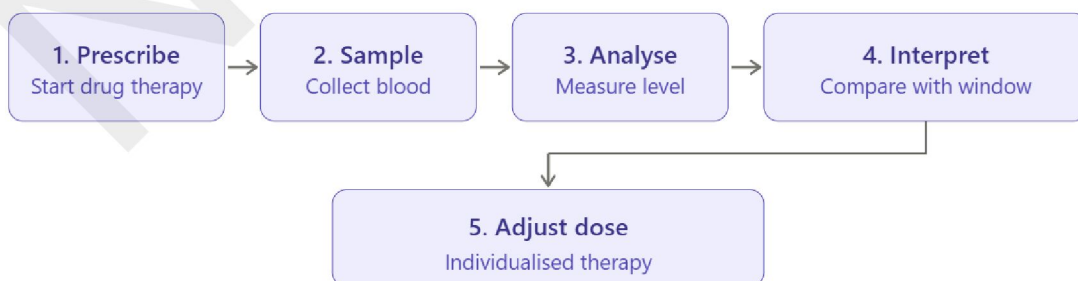 1. Prescribe
Start drug therapy
2. Sample
Collect blood
3. Analyse
Measure level
4. Interpret
Compare with window
5. Adjust dose
Individualised therapy